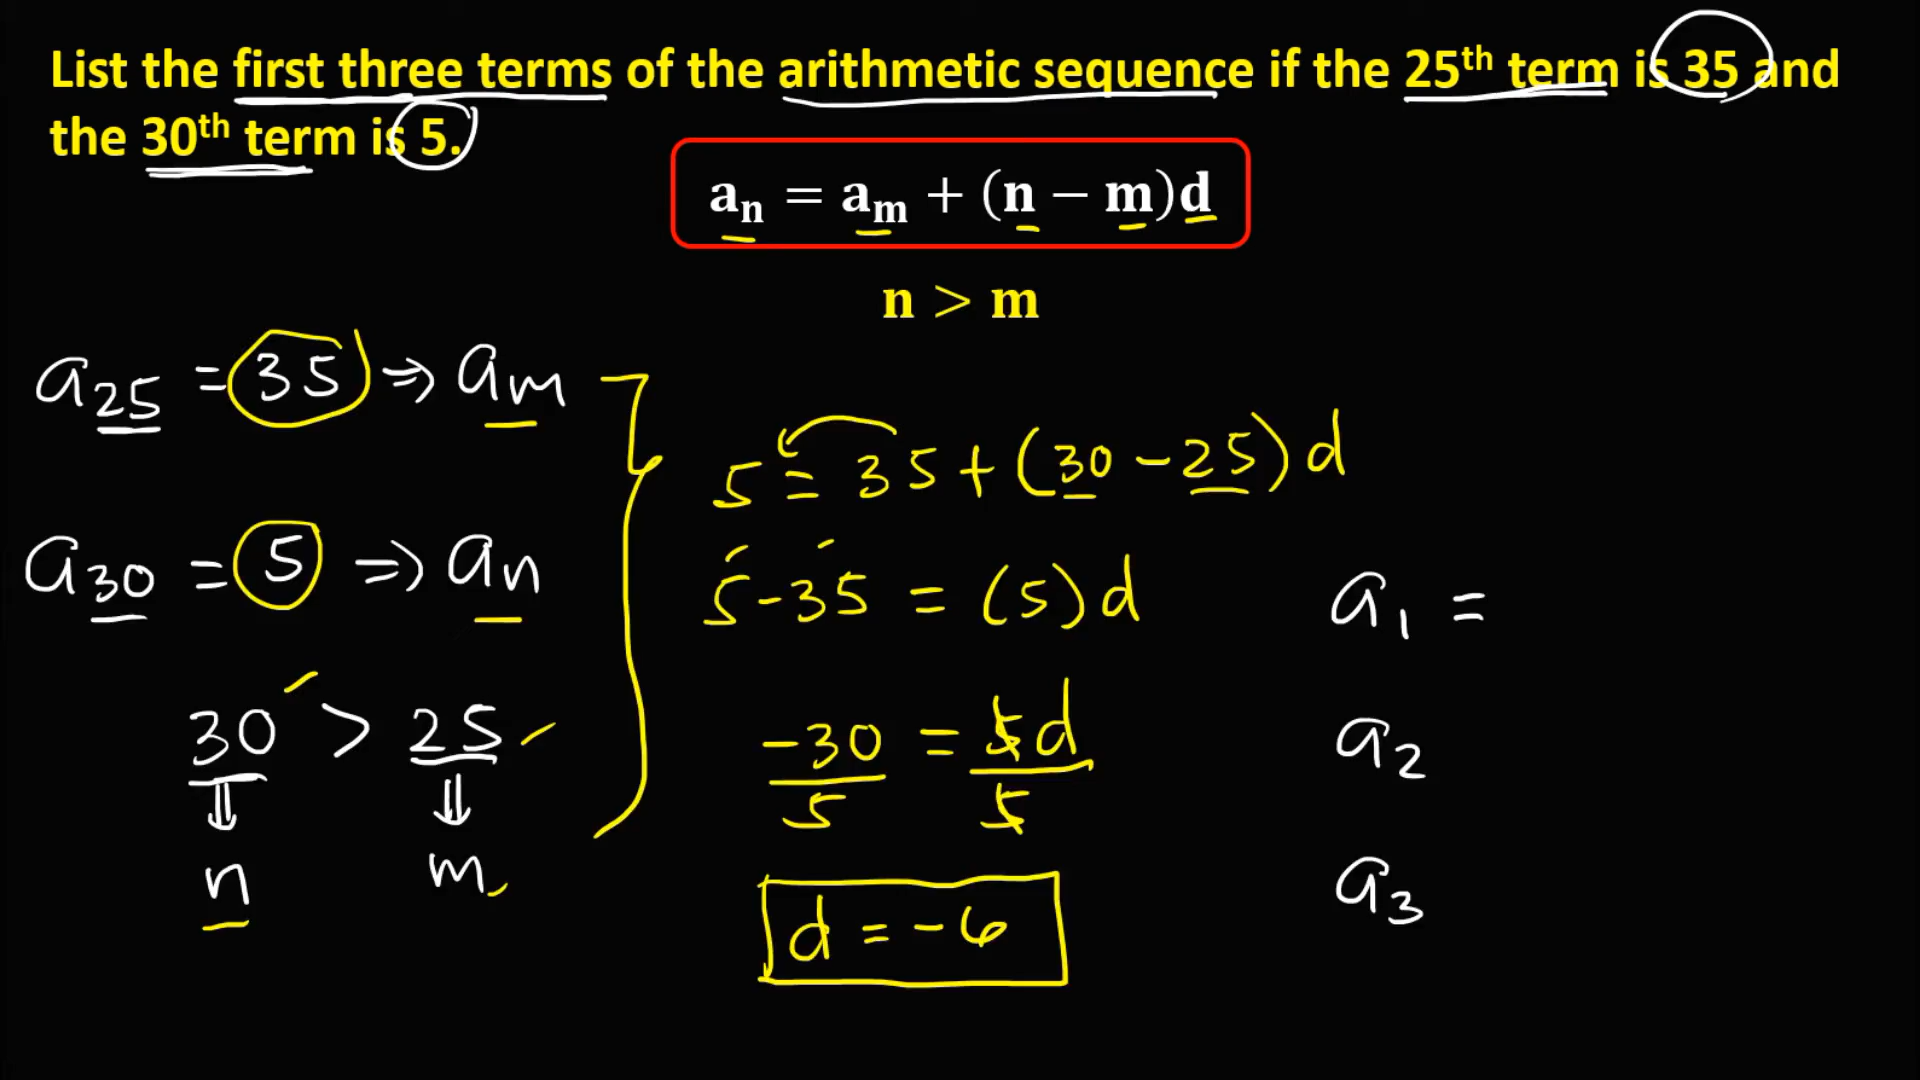 List the first three terms of the arithmetic sequence if the 25th term is 35 and
the 30th term is 5.
aₙ = aₘ + (n − m)d
n > m
a₂₅ = 35 ⇒ aₘ
a₃₀ = 5 ⇒ aₙ
30 > 25
⇓ ⇓
n m
5 = 35 + (30 − 25)d
5 - 35 = (5)d
-30 = 5d
5 5
d = -6
a₁ =
a₂
a₃